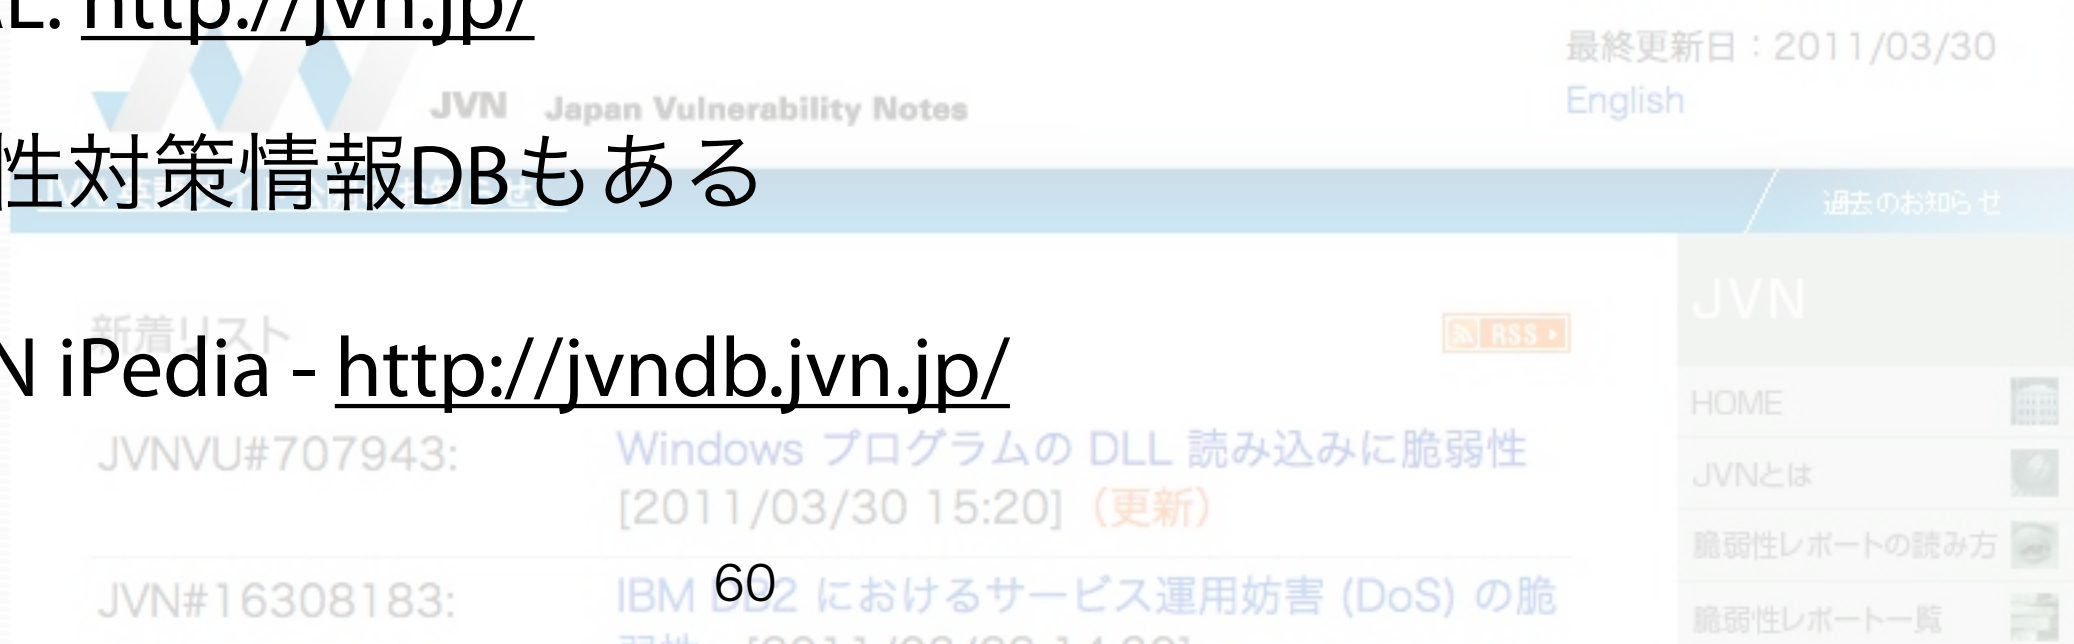 http://jvn.jp/
最終更新日：2011/03/30
English
JVN Japan Vulnerability Notes
性対策情報DBもある
過去のお知らせ
JVN
新着リスト
RSS
N iPedia - http://jvndb.jvn.jp/
HOME
JVNVU#707943: Windows プログラムの DLL 読み込みに脆弱性
[2011/03/30 15:20]（更新）
JVNとは
脆弱性レポートの読み方
60
JVN#16308183: IBM DB2 におけるサービス運用妨害 (DoS) の脆
脆弱性レポート一覧